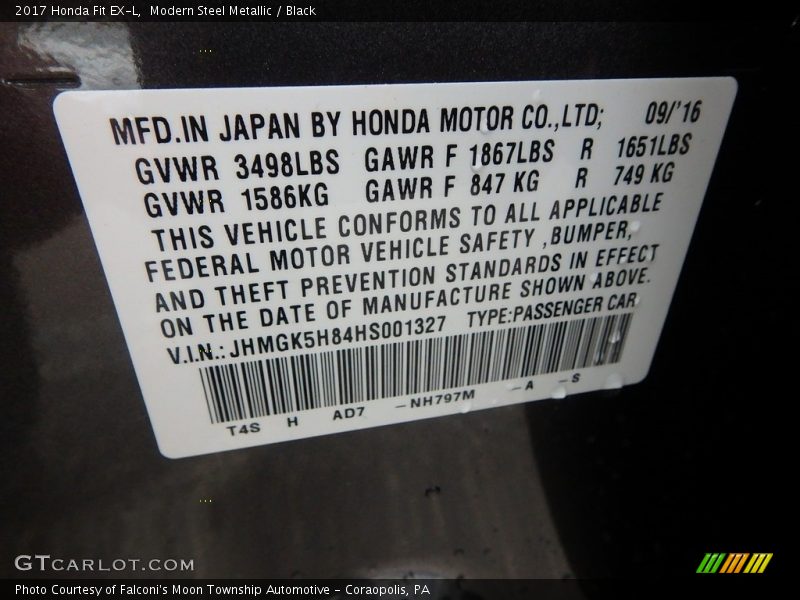 2017 Honda Fit EX-L, Modern Steel Metallic / Black
MFD.IN JAPAN BY HONDA MOTOR CO.,LTD; 09/'16
GVWR 3498LBS GAWR F 1867LBS R 1651LBS
GVWR 1586KG GAWR F 847 KG R 749 KG
THIS VEHICLE CONFORMS TO ALL APPLICABLE
FEDERAL MOTOR VEHICLE SAFETY ,BUMPER,
AND THEFT PREVENTION STANDARDS IN EFFECT
ON THE DATE OF MANUFACTURE SHOWN ABOVE.
V.I.N.: JHMGK5H84HS001327 TYPE:PASSENGER CAR
T4S H AD7 -NH797M -A -S
GTCARLOT.COM
Photo Courtesy of Falconi's Moon Township Automotive - Coraopolis, PA